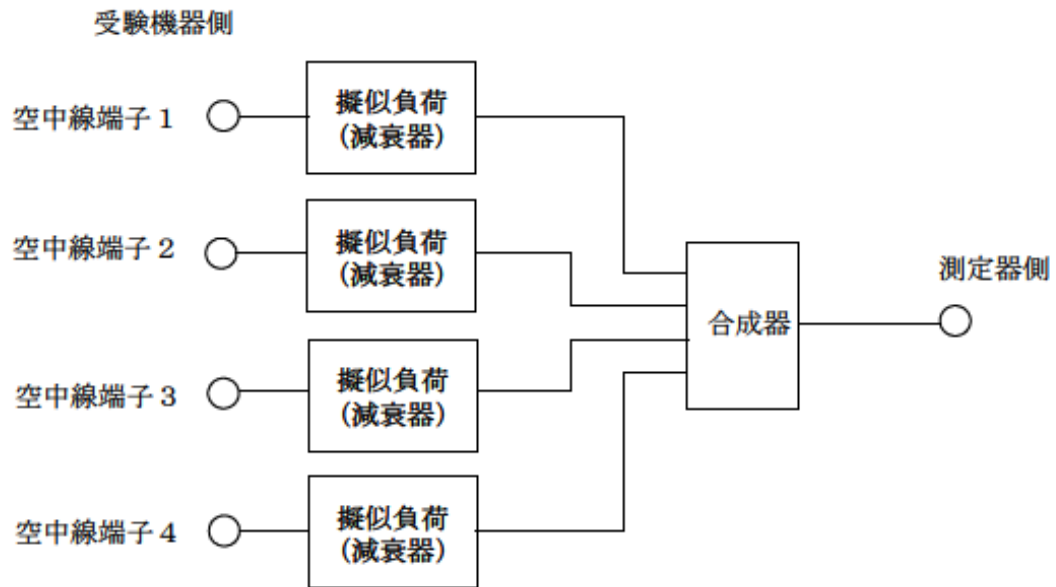 受験機器側
空中線端子 1
擬似負荷
(減衰器)
空中線端子 2
擬似負荷
(減衰器)
測定器側
合成器
空中線端子 3
擬似負荷
(減衰器)
空中線端子 4
擬似負荷
(減衰器)